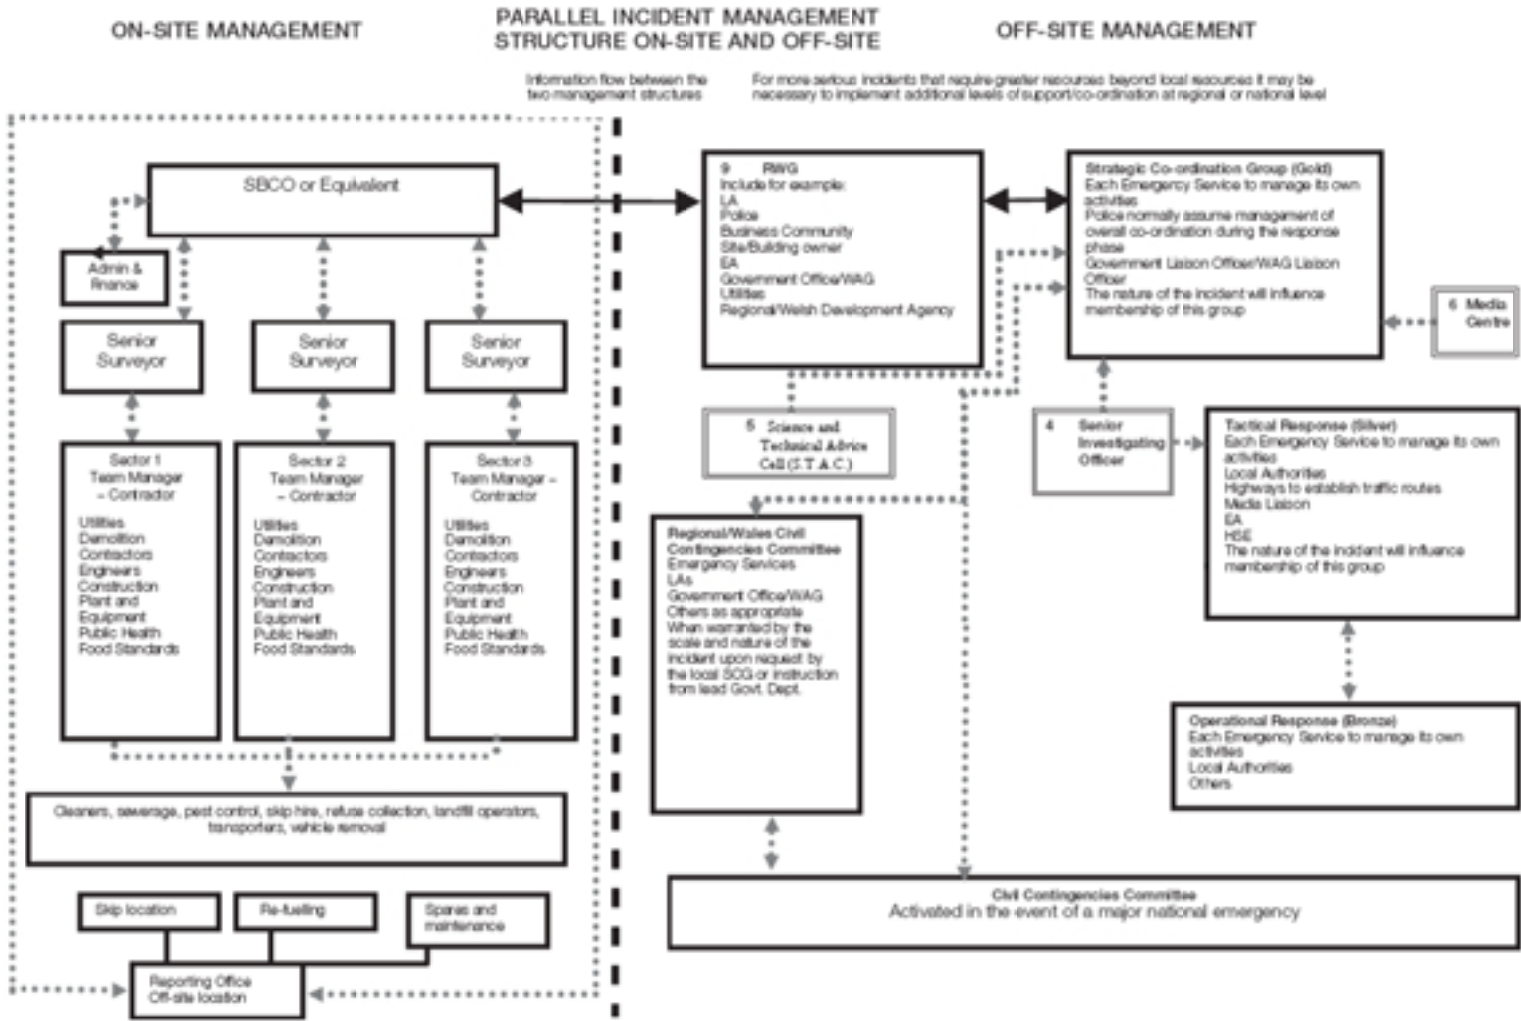 ON-SITE MANAGEMENT
PARALLEL INCIDENT MANAGEMENT
STRUCTURE ON-SITE AND OFF-SITE
OFF-SITE MANAGEMENT
Information flow between the
two management structures
For more serious incidents that require greater resources beyond local resources it may be
necessary to implement additional levels of support/co-ordination at regional or national level
SBCO or Equivalent
Admin &
finance
Senior
Surveyor
Senior
Surveyor
Senior
Surveyor
Sector 1
Team Manager
– Contractor
Utilities
Demolition
Contractors
Engineers
Construction
Plant and
Equipment
Public Health
Food Standards
Sector 2
Team Manager
– Contractor
Utilities
Demolition
Contractors
Engineers
Construction
Plant and
Equipment
Public Health
Food Standards
Sector 3
Team Manager –
Contractor
Utilities
Demolition
Contractors
Engineers
Construction
Plant and
Equipment
Public Health
Food Standards
Cleaners, sewerage, pest control, skip hire, refuse collection, landfill operators,
transporters, vehicle removal
Skip location
Re-fuelling
Spares and
maintenance
Reporting Office
Off-site location
9 RWG
Include for example:
LA
Police
Business Community
Site/Building owner
EA
Government Office/WAG
Utilities
Regional/Welsh Development Agency
Strategic Co-ordination Group (Gold)
Each Emergency Service to manage its own
activities
Police normally assume management of
overall co-ordination during the response
phase
Government Liaison Officer/WAG Liaison
Officer
The nature of the incident will influence
membership of this group
6 Media
Centre
5 Science and
Technical Advice
Cell (S.T.A.C.)
4 Senior
Investigating
Officer
Tactical Response (Silver)
Each Emergency Service to manage its own
activities
Local Authorities
Highways to establish traffic routes
Media Liaison
EA
HSE
The nature of the incident will influence
membership of this group
Regional/Wales Civil
Contingencies Committee
Emergency Services
LAs
Government Office/WAG
Others as appropriate
When warranted by the
scale and nature of the
incident upon request by
the local SCG or instruction
from lead Govt. Dept.
Operational Response (Bronze)
Each Emergency Service to manage its own
activities
Local Authorities
Others
Civil Contingencies Committee
Activated in the event of a major national emergency